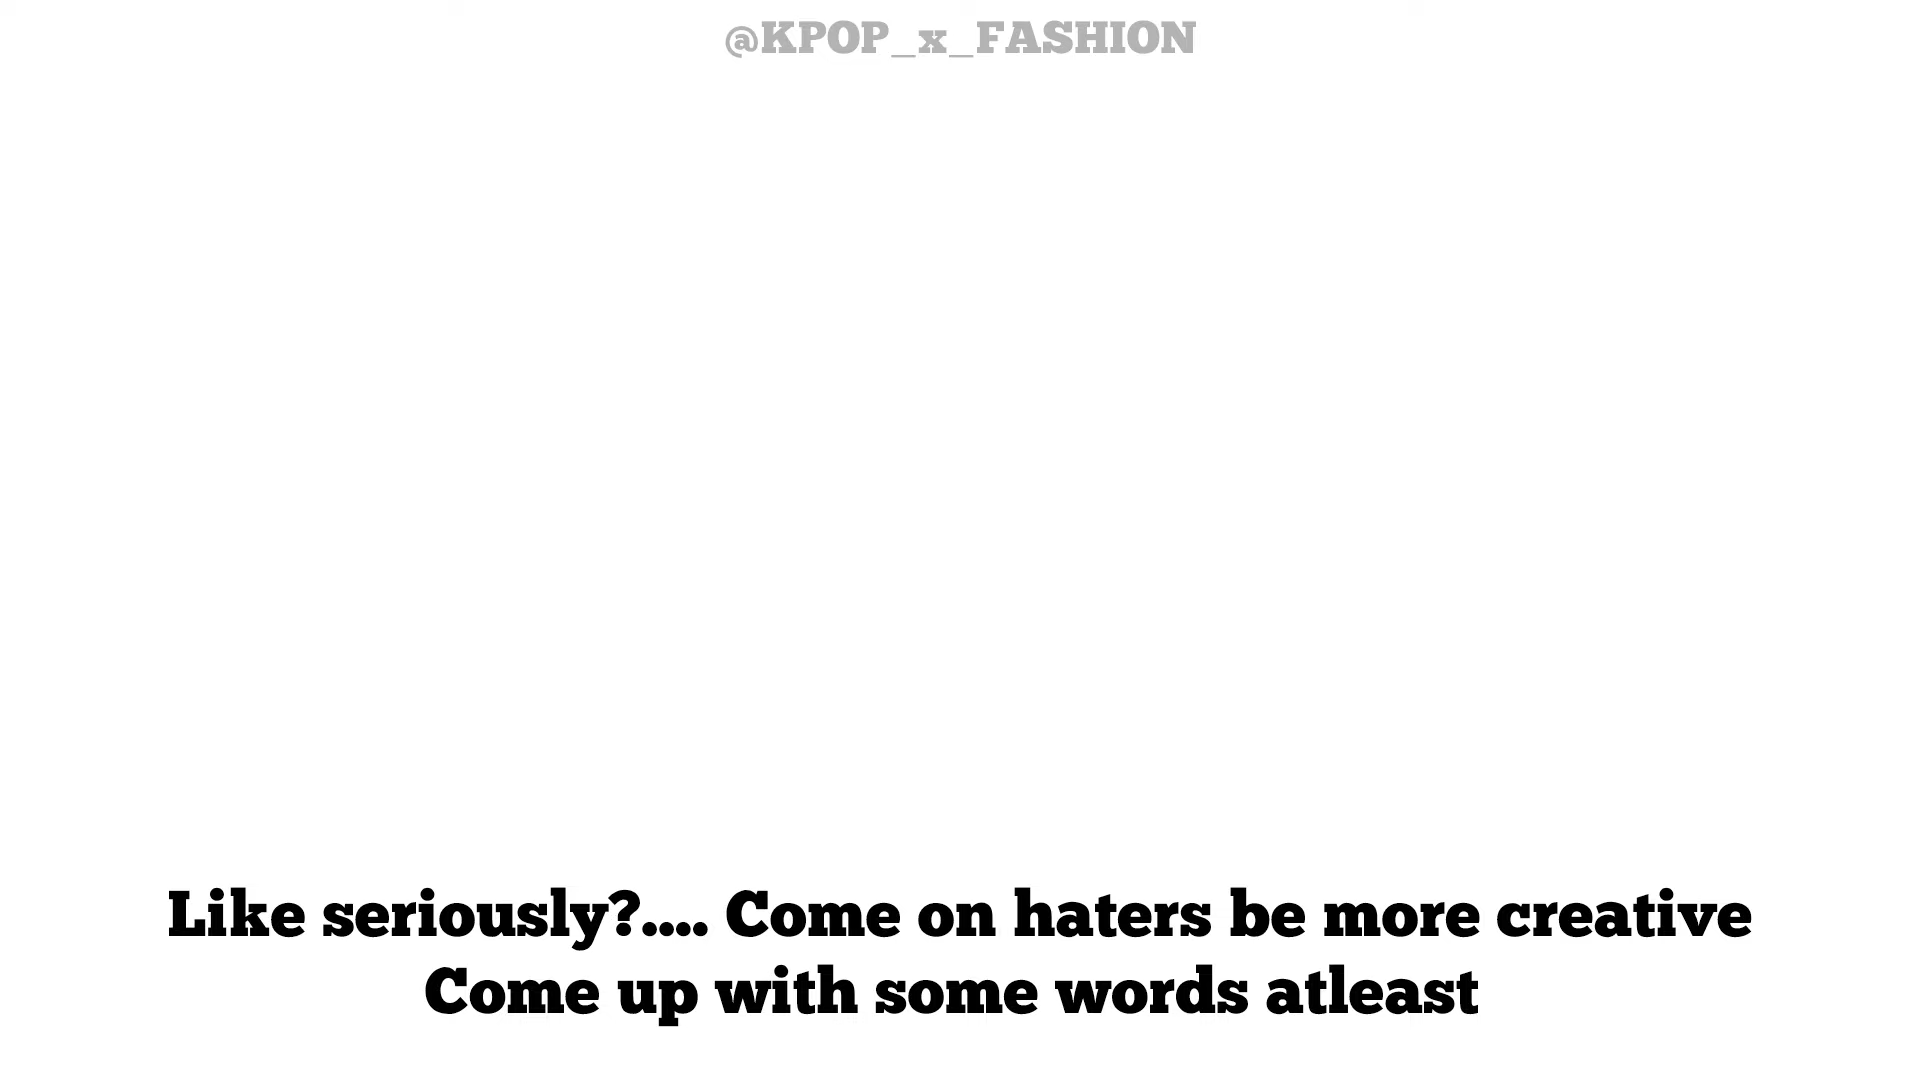 @KPOP_x_FASHION
Like seriously?.... Come on haters be more creative
Come up with some words atleast